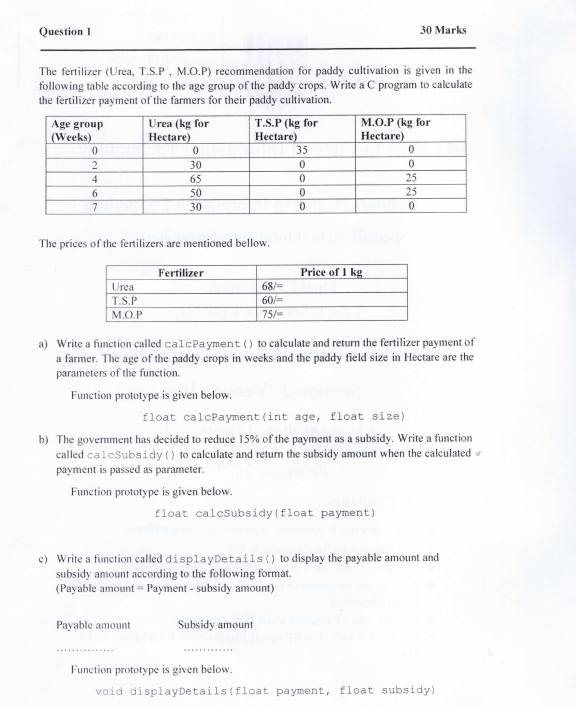 Question 1 30 Marks
The fertilizer (Urea, T.S.P , M.O.P) recommendation for paddy cultivation is given in the
following table according to the age group of the paddy crops. Write a C program to calculate
the fertilizer payment of the farmers for their paddy cultivation.
Age group Urea (kg for T.S.P (kg for M.O.P (kg for
(Weeks) Hectare) Hectare) Hectare)
0 0 35 0
2 30 0 0
4 65 0 25
6 50 0 25
7 30 0 0
The prices of the fertilizers are mentioned bellow.
Fertilizer Price of 1 kg
Urea 68/=
T.S.P 60/=
M.O.P 75/=
a) Write a function called calcPayment() to calculate and return the fertilizer payment of
a farmer. The age of the paddy crops in weeks and the paddy field size in Hectare are the
parameters of the function.
Function prototype is given below.
float calcPayment(int age, float size)
b) The government has decided to reduce 15% of the payment as a subsidy. Write a function
called calcSubsidy() to calculate and return the subsidy amount when the calculated
payment is passed as parameter.
Function prototype is given below.
float calcSubsidy(float payment)
c) Write a function called displayDetails() to display the payable amount and
subsidy amount according to the following format.
(Payable amount = Payment - subsidy amount)
Payable amount Subsidy amount
............... .............
Function prototype is given below.
void displayDetails(float payment, float subsidy)